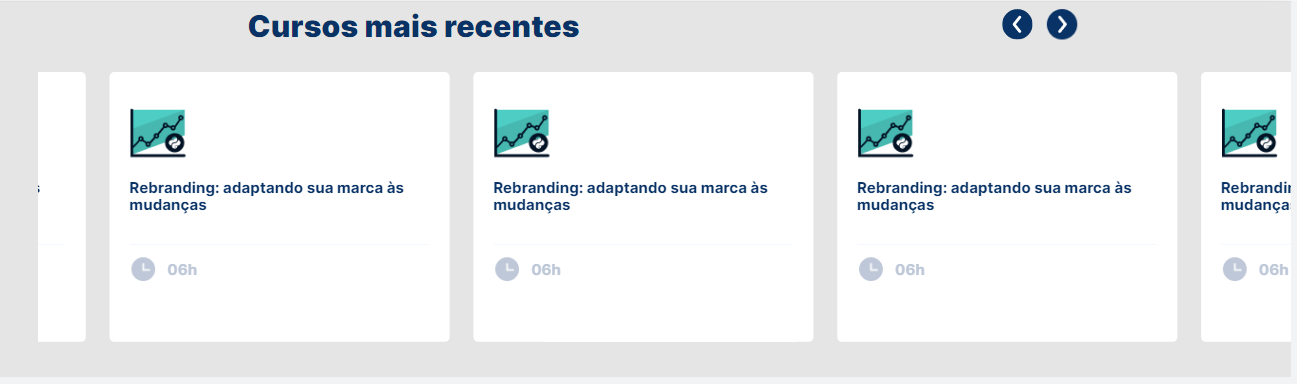 Cursos mais recentes
Rebranding: adaptando sua marca às
mudanças
06h
Rebranding: adaptando sua marca às
mudanças
06h
Rebranding: adaptando sua marca às
mudanças
06h
06h